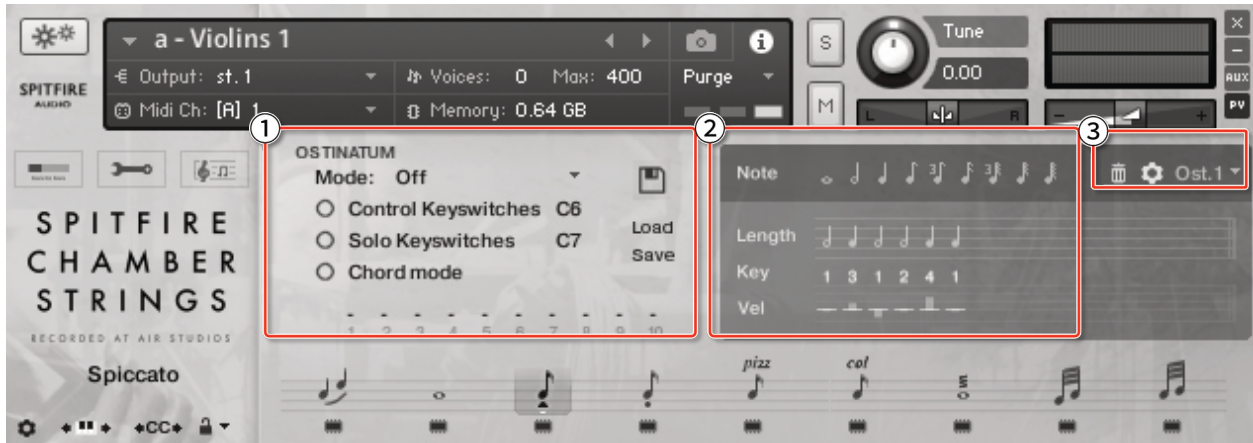 a - Violins 1
Output: st.1
Voices: 0 Max: 400
Purge
Midi Ch: [A] 1
Memory: 0.64 GB
SPITFIRE
AUDIO
S
M
Tune
0.00
L
R
-
+
×
-
AUX
PV
1
2
3
OSTINATUM
Mode: Off
Control Keyswitches C6
Solo Keyswitches C7
Chord mode
Load
Save
1 2 3 4 5 6 7 8 9 10
Note
3 3
Length
Key 1 3 1 2 4 1
Vel
Ost.1
SPITFIRE
CHAMBER
STRINGS
RECORDED AT AIR STUDIOS
Spiccato
CC
pizz
col